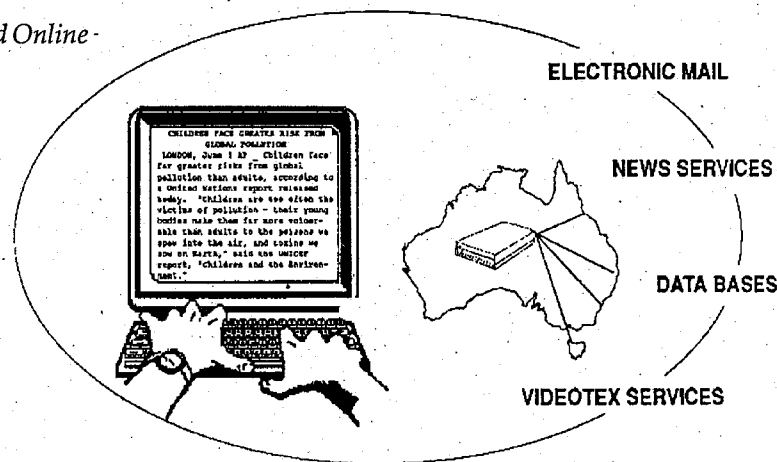 d Online -
CHILDREN FACE GREATER RISK FROM
GLOBAL POLLUTION
LONDON, June 1 AP _ Children face
far greater risks from global
pollution than adults, according to
a United Nations report released
today. "Children are too often the
victims of pollution - their young
bodies make them far more vulner-
able than adults to the poisons we
spew into the air, and toxins we
sow on Earth," said the UNICEF
report, "Children and the Environ-
ment."
ELECTRONIC MAIL
NEWS SERVICES
DATA BASES
VIDEOTEX SERVICES